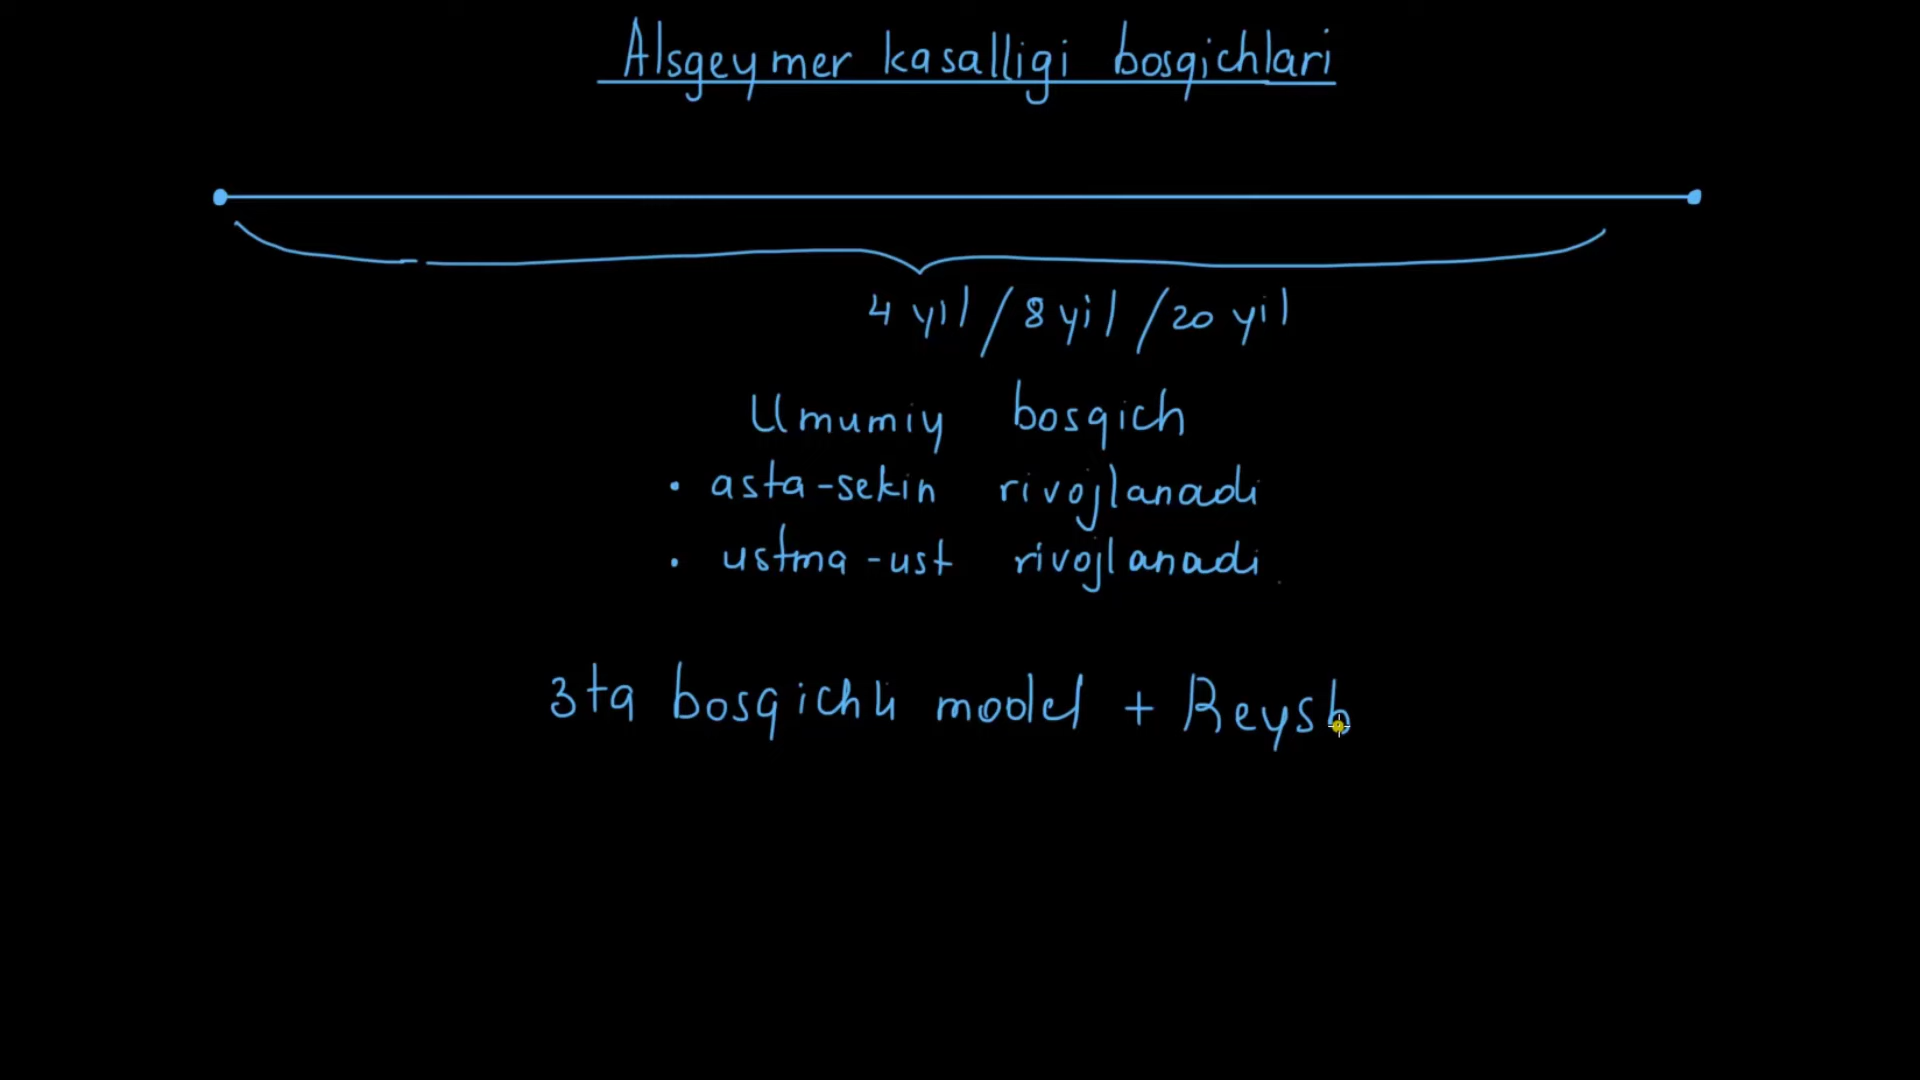 Alsgeymer kasalligi bosqichlari
4 yil / 8 yil / 20 yil
Umumiy bosqich
• asta-sekin rivojlanadi
• ustma-ust rivojlanadi
3ta bosqichli model + Reysb